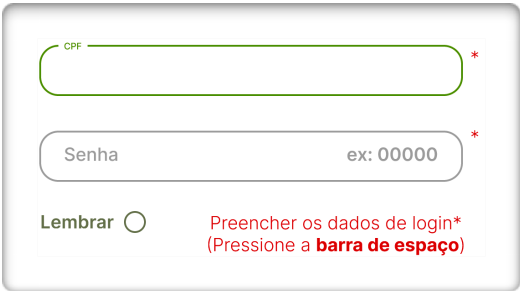 CPF
*
*
Senha ex: 00000
Lembrar
Preencher os dados de login*
(Pressione a barra de espaço)